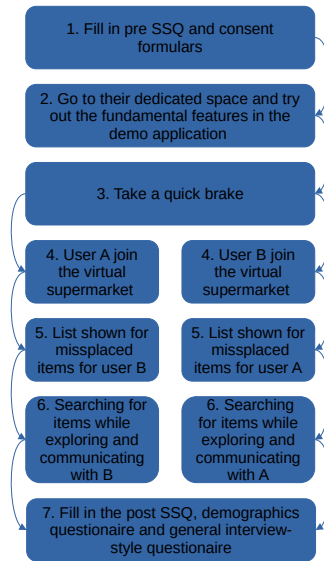 1. Fill in pre SSQ and consent
formulars
2. Go to their dedicated space and try
out the fundamental features in the
demo application
3. Take a quick brake
4. User A join
the virtual
supermarket
4. User B join
the virtual
supermarket
5. List shown for
missplaced
items for user B
5. List shown for
missplaced
items for user A
6. Searching for
items while
exploring and
communicating
with B
6. Searching
for items while
exploring and
communicating
with A
7. Fill in the post SSQ, demographics
questionaire and general interview-
style questionaire